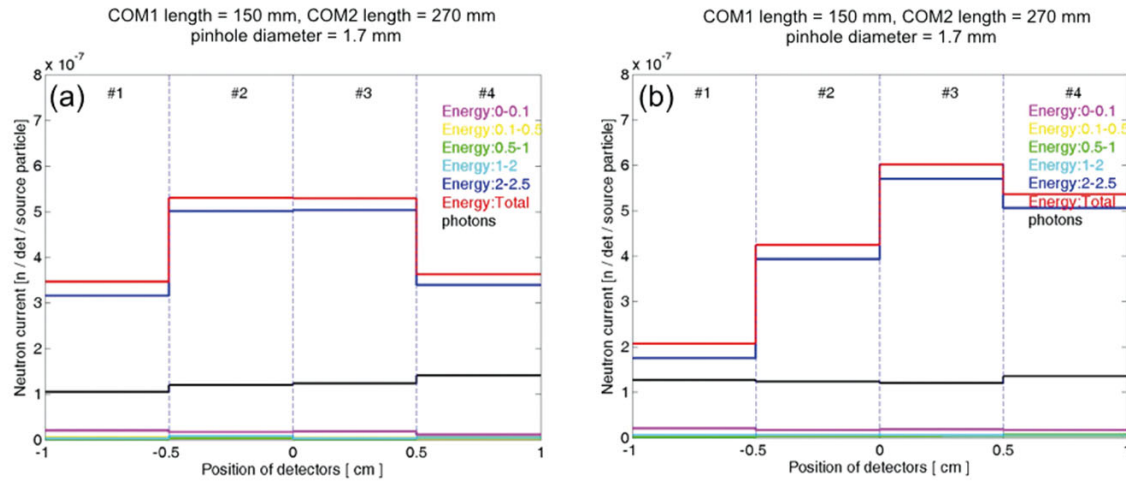 COM1 length = 150 mm, COM2 length = 270 mm
pinhole diameter = 1.7 mm
x 10-7
(a)
#1 #2 #3 #4
Energy:0-0.1
Energy:0.1-0.5
Energy:0.5-1
Energy:1-2
Energy:2-2.5
Energy:Total
photons
8
7
6
5
4
3
2
1
0
-1 -0.5 0 0.5 1
Neutron current [n / det / source particle]
Position of detectors [ cm ]
COM1 length = 150 mm, COM2 length = 270 mm
pinhole diameter = 1.7 mm
x 10-7
(b)
#1 #2 #3 #4
Energy:0-0.1
Energy:0.1-0.5
Energy:0.5-1
Energy:1-2
Energy:2-2.5
Energy:Total
photons
8
7
6
5
4
3
2
1
0
-1 -0.5 0 0.5 1
Neutron current [n / det / source particle]
Position of detectors [ cm ]